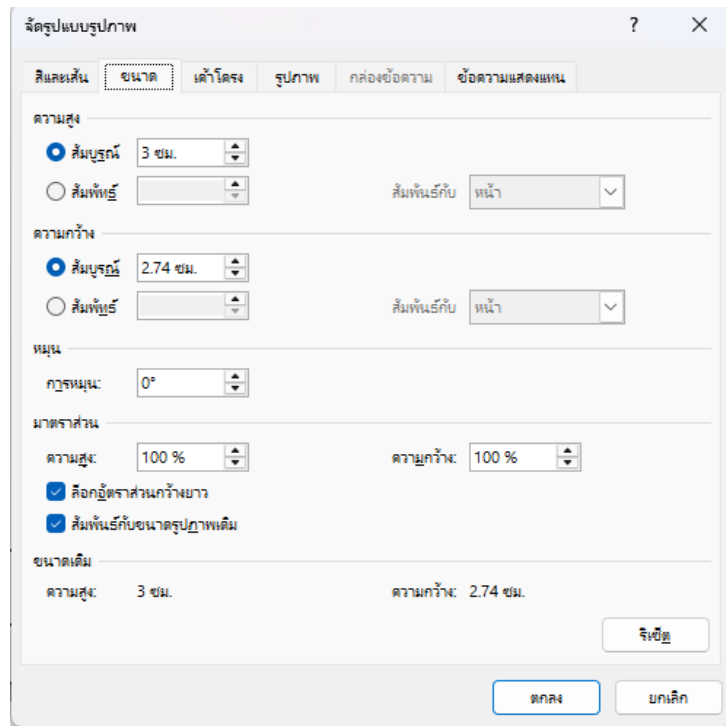 จัดรูปแบบรูปภาพ ? ×
สีและเส้น ขนาด เค้าโครง รูปภาพ กล่องข้อความ ข้อความแสดงแทน
ความสูง
สัมบูรณ์ 3 ซม.
สัมพัทธ์ สัมพันธ์กับ หน้า
ความกว้าง
สัมบูรณ์ 2.74 ซม.
สัมพัทธ์ สัมพันธ์กับ หน้า
หมุน
การหมุน: 0°
มาตราส่วน
ความสูง: 100 % ความกว้าง: 100 %
ล็อกอัตราส่วนกว้างยาว
สัมพันธ์กับขนาดรูปภาพเดิม
ขนาดเดิม
ความสูง: 3 ซม. ความกว้าง: 2.74 ซม.
รีเซ็ต
ตกลง ยกเลิก